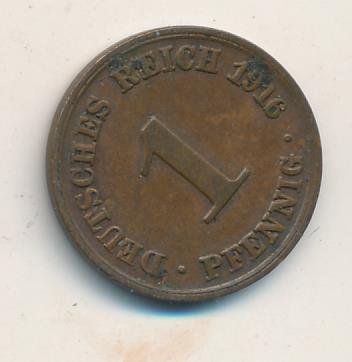 DEUTSCHES REICH 1916
1
PFENNIG